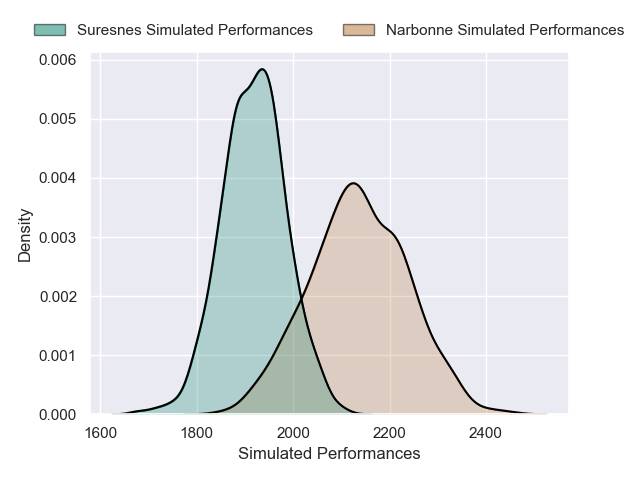 Suresnes Simulated Performances Narbonne Simulated Performances
0.006
0.005
0.004
0.003
0.002
0.001
0.000
Density
1600 1800 2000 2200 2400
Simulated Performances